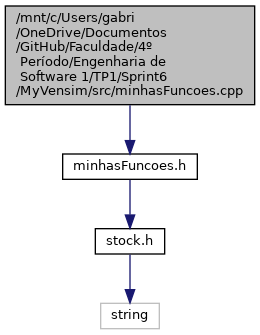 /mnt/c/Users/gabri
/OneDrive/Documentos
/GitHub/Faculdade/4º
Período/Engenharia de
Software 1/TP1/Sprint6
/MyVensim/src/minhasFuncoes.cpp
minhasFuncoes.h
stock.h
string